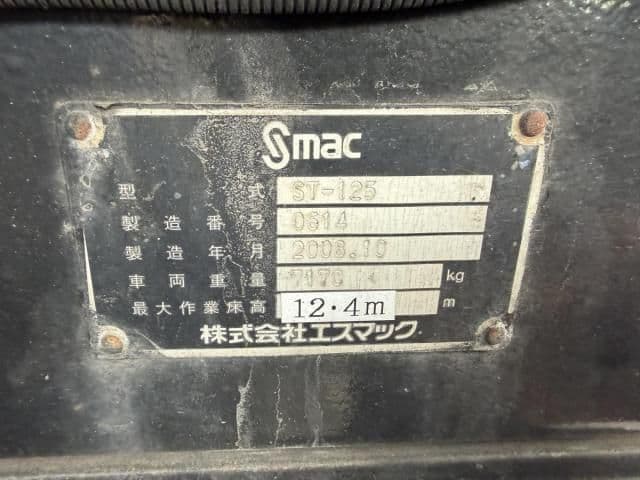 Smac
型式 ST-125
製造番号 0614
製造年月 2008.10
車両重量 7170 kg
最大作業床高 12・4m m
株式会社エスマック